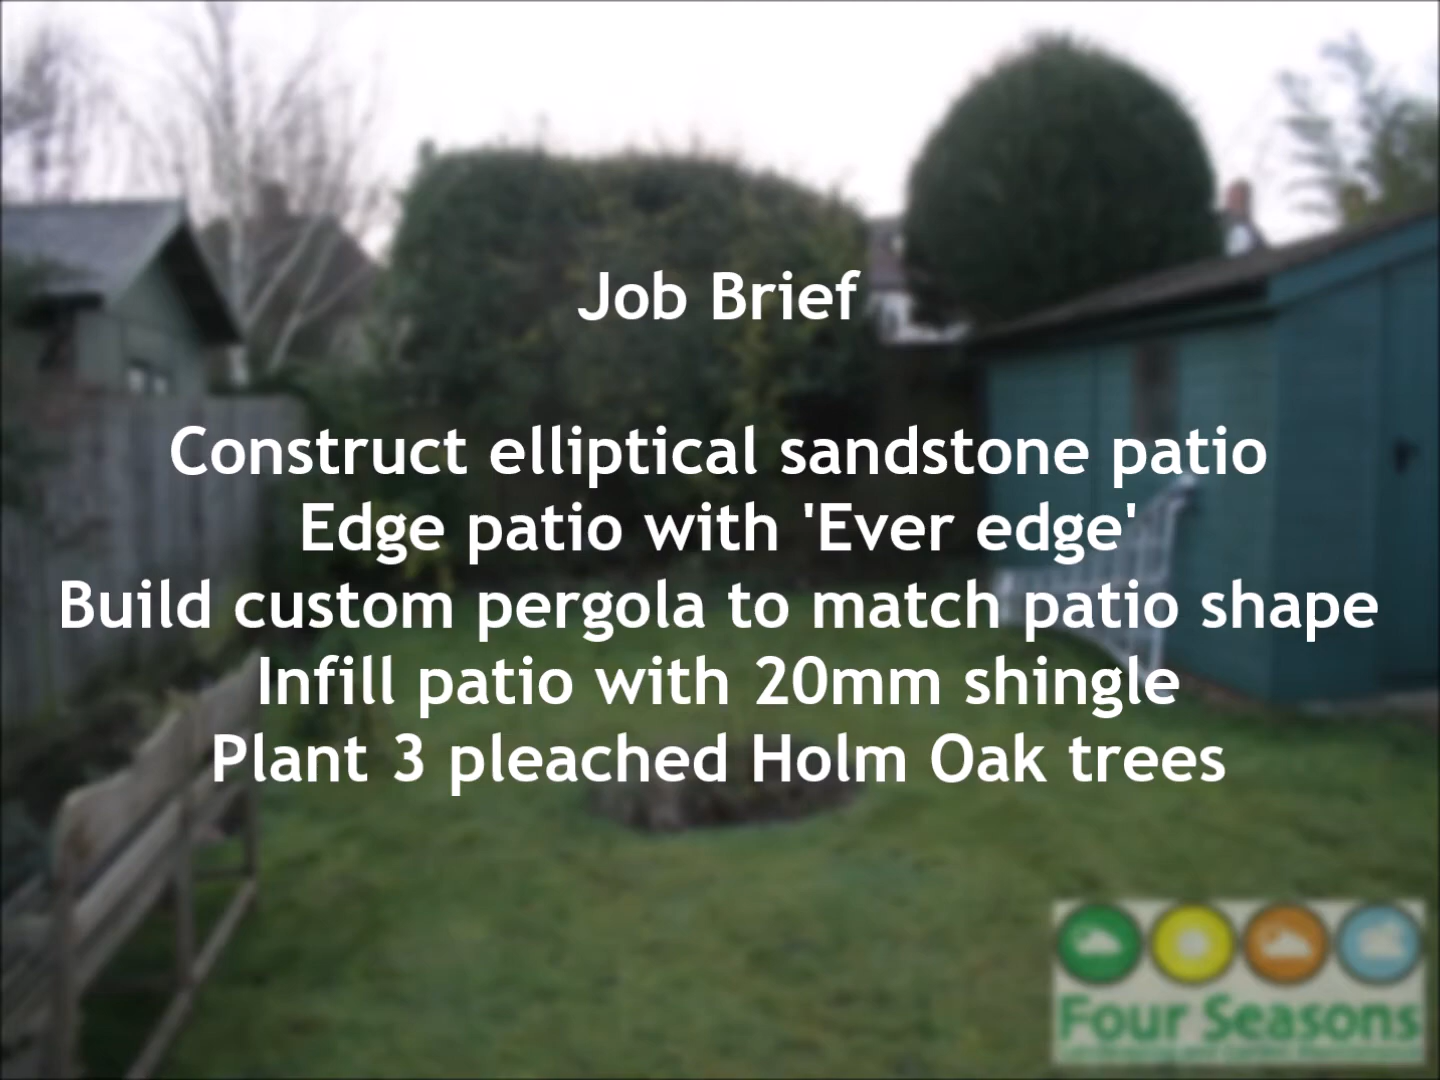 Job Brief
Construct elliptical sandstone patio
Edge patio with 'Ever edge'
Build custom pergola to match patio shape
Infill patio with 20mm shingle
Plant 3 pleached Holm Oak trees
Four Seasons